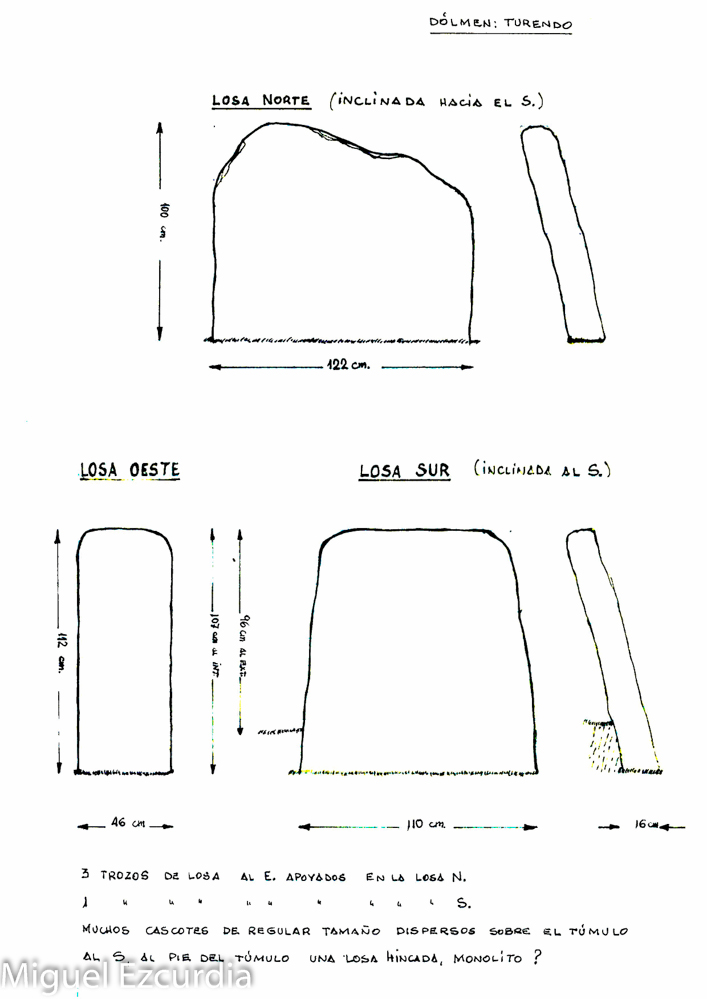 DÓLMEN: TURENDO
LOSA NORTE (INCLINADA HACIA EL S.)
100 cm.
122 cm.
LOSA OESTE
LOSA SUR (INCLINADA AL S.)
112 cm.
107 cm al INT.
96 cm al EXT.
46 cm
110 cm.
16 cm
3 TROZOS DE LOSA AL E. APOYADOS EN LA LOSA N.
1 " " " " " " " " " S.
MUCHOS CASCOTES DE REGULAR TAMAÑO DISPERSOS SOBRE EL TÚMULO
AL S. AL PIE DEL TÚMULO UNA LOSA HINCADA, MONOLITO ?
Miguel Ezcurdia